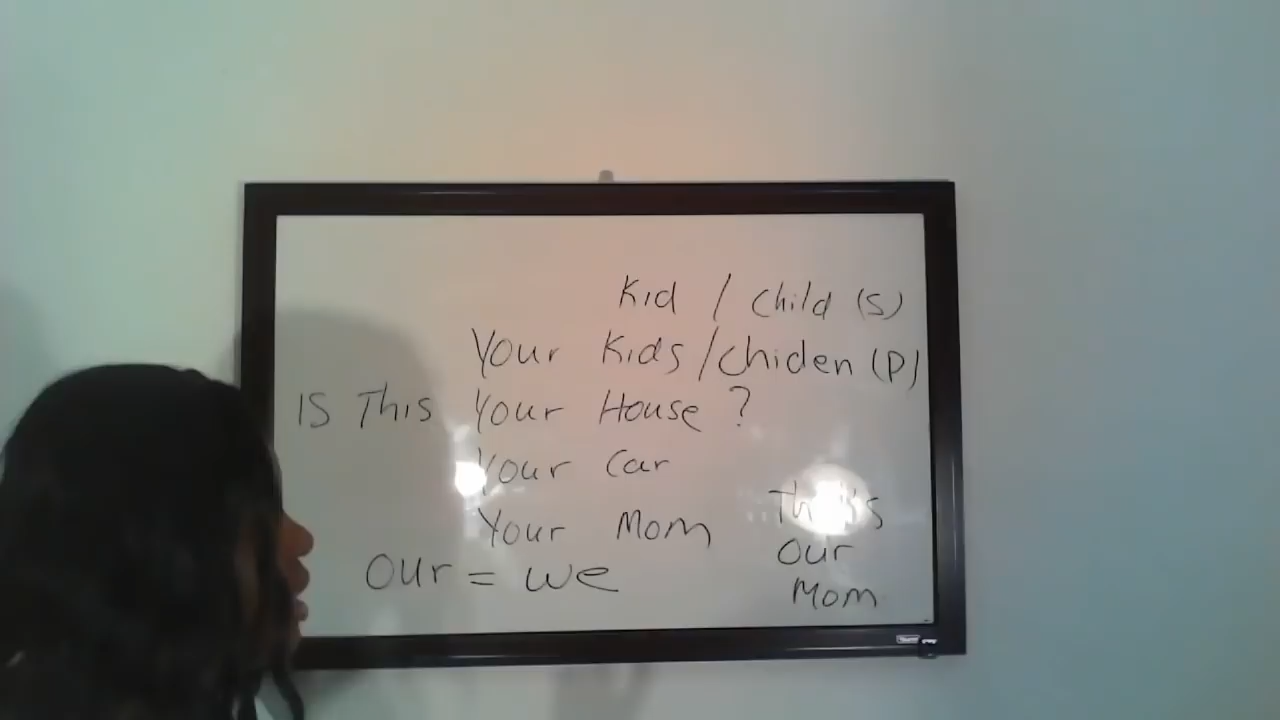 Kid / Child (S)
Your Kids/Chiden (P)
Is This Your House ?
Your Car
Your Mom
Our = We
Our
Mom